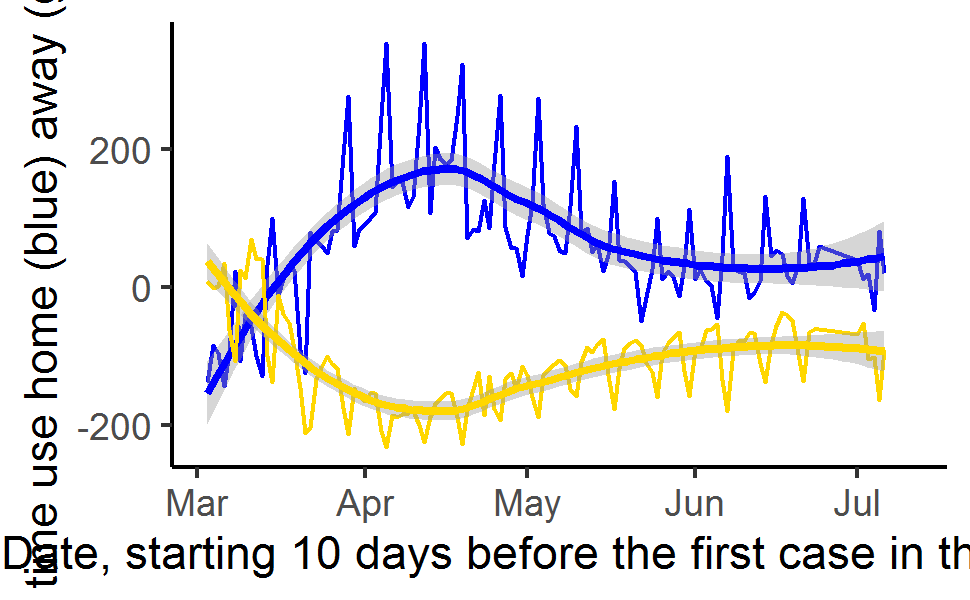 time use home (blue) away (
200
0
-200
Mar Apr May Jun Jul
Date, starting 10 days before the first case in th